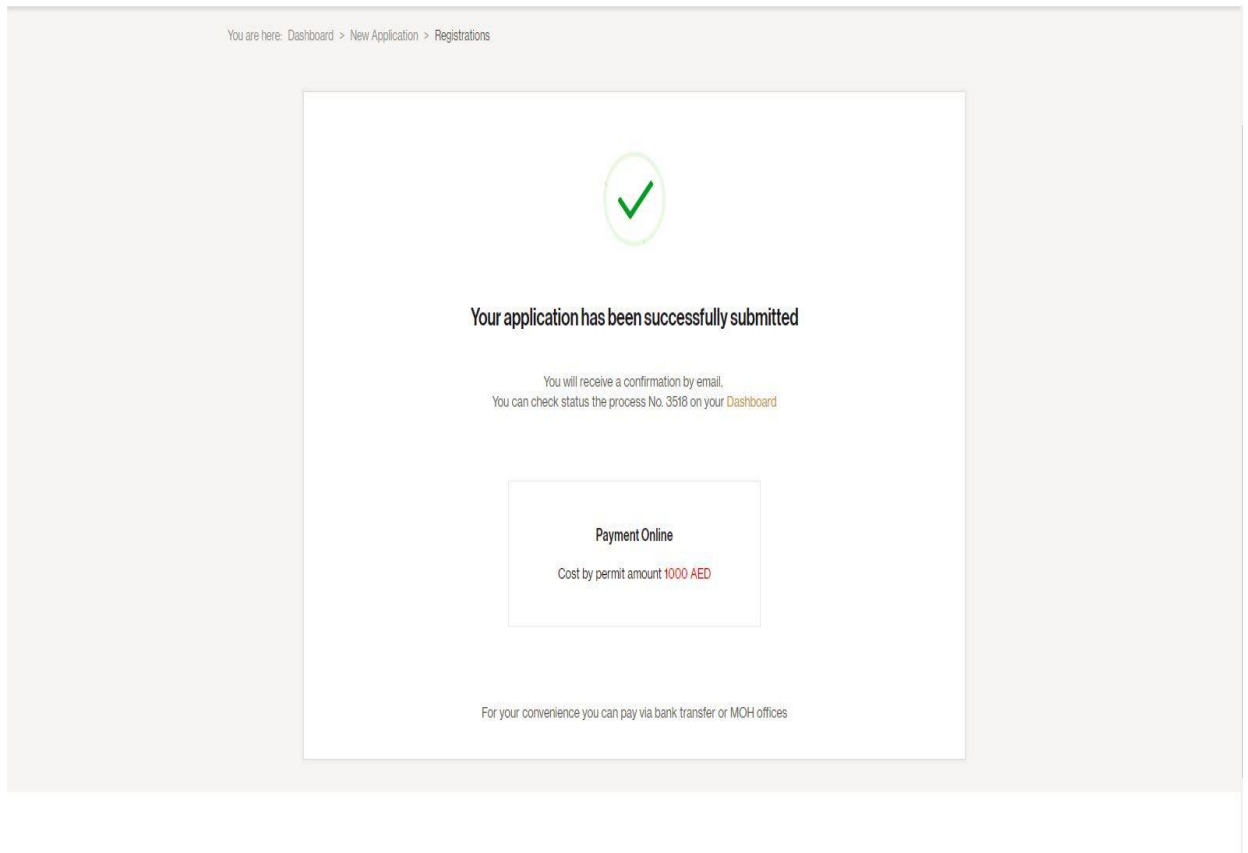 You are here: Dashboard > New Application > Registrations
Your application has been successfully submitted
You will receive a confirmation by email.
You can check status the process No. 3518 on your Dashboard
Payment Online
Cost by permit amount 1000 AED
For your convenience you can pay via bank transfer or MOH offices